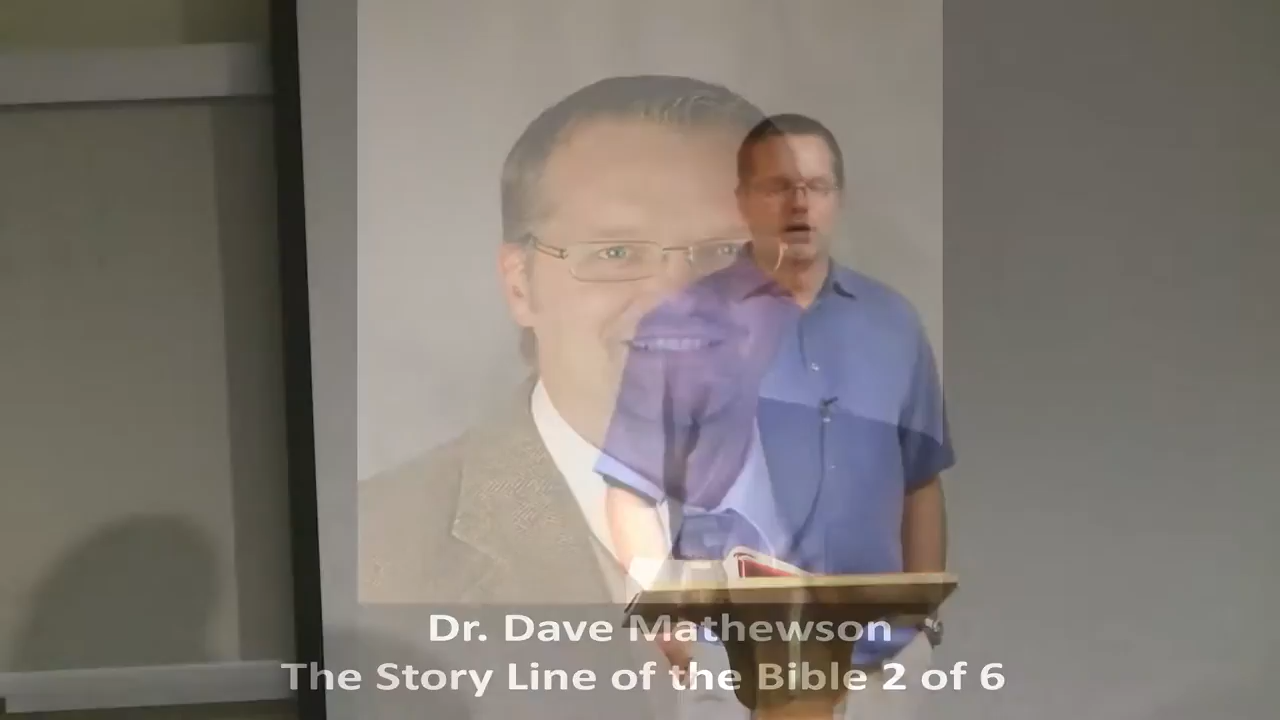 Dr. Dave Mathewson
The Story Line of the Bible 2 of 6